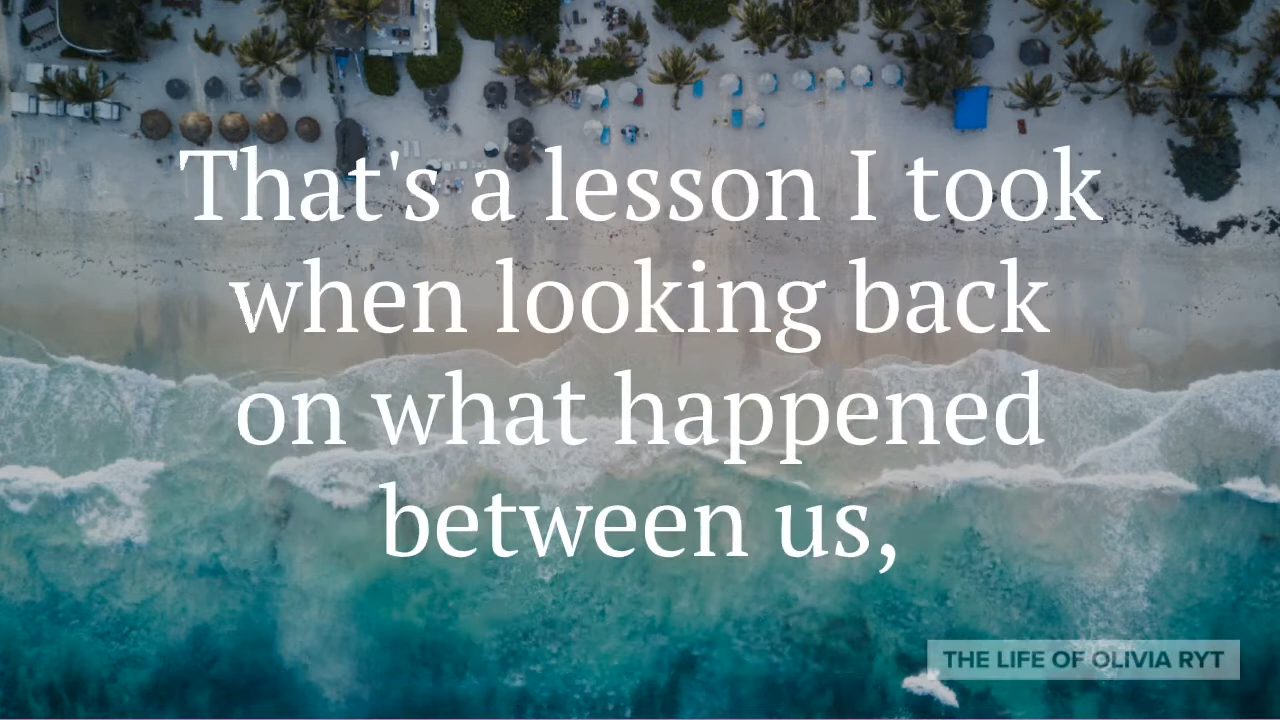 That's a lesson I took
when looking back
on what happened
between us,
THE LIFE OF OLIVIA RYT